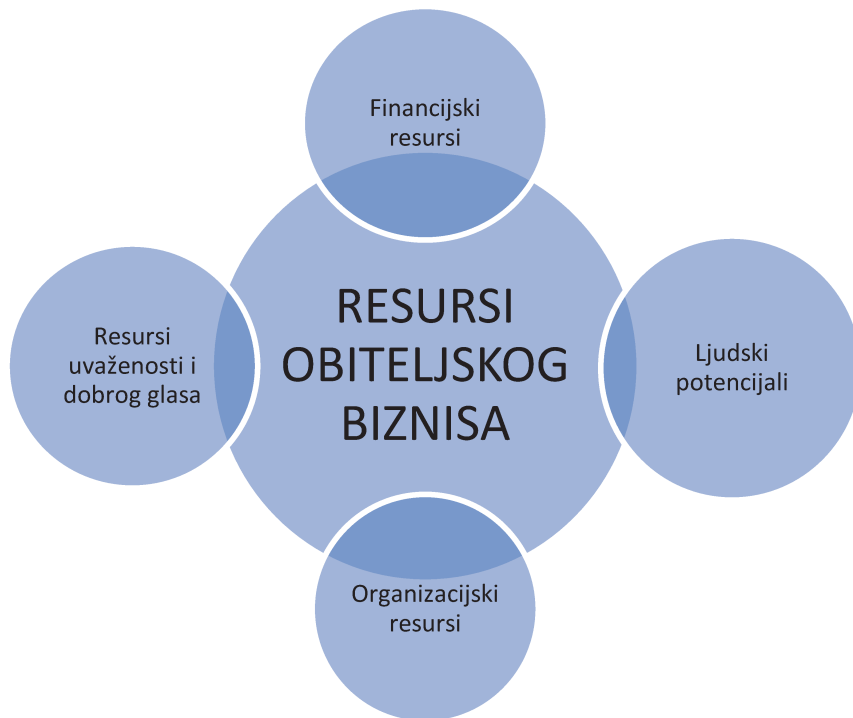 Financijski
resursi
RESURSI
OBITELJSKOG
BIZNISA
Resursi
uvaženosti i
dobrog glasa
Ljudski
potencijali
Organizacijski
resursi